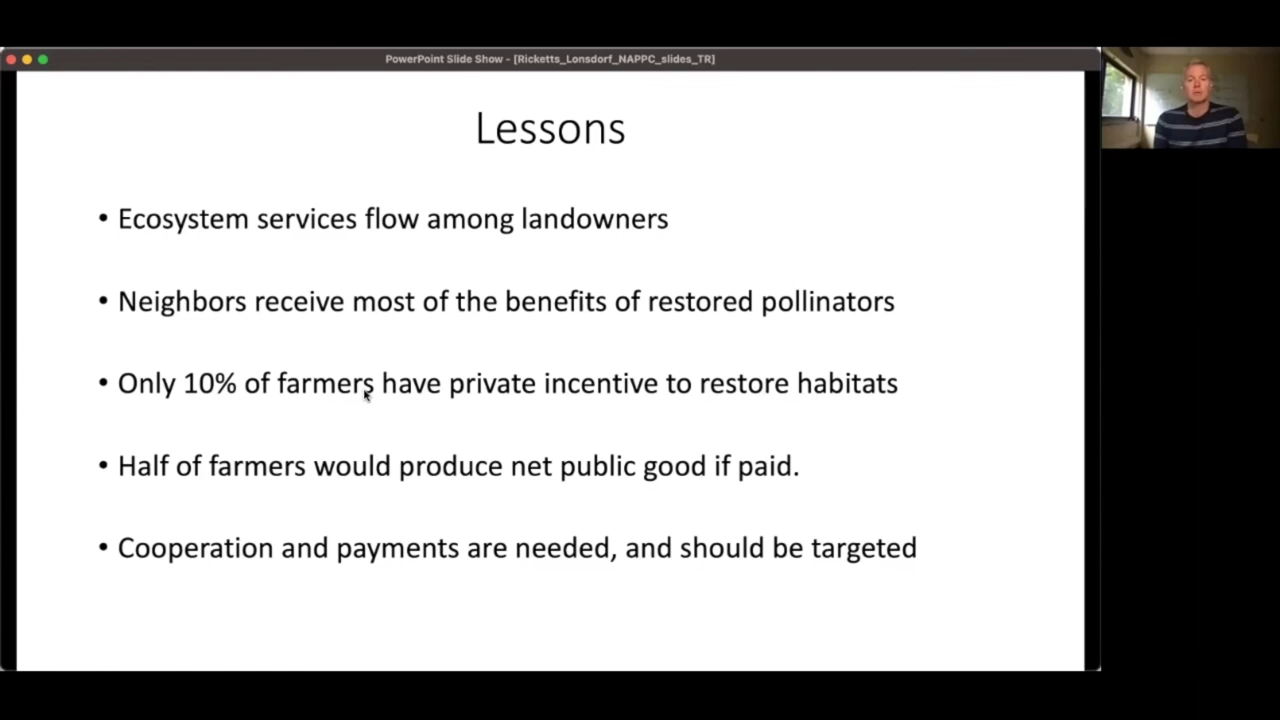 PowerPoint Slide Show - [Ricketts_Lonsdorf_NAPPC_slides_TR]
Lessons
• Ecosystem services flow among landowners
• Neighbors receive most of the benefits of restored pollinators
• Only 10% of farmers have private incentive to restore habitats
• Half of farmers would produce net public good if paid.
• Cooperation and payments are needed, and should be targeted